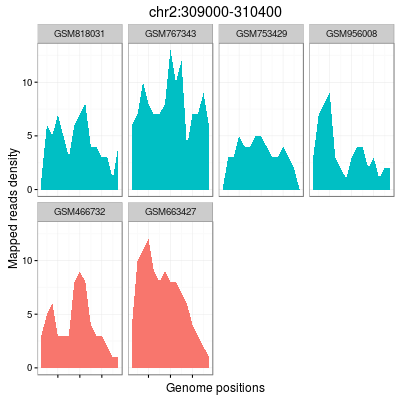 chr2:309000-310400
GSM818031 GSM767343 GSM753429 GSM956008
10
5
0
GSM466732 GSM663427
10
5
0
Mapped reads density
Genome positions